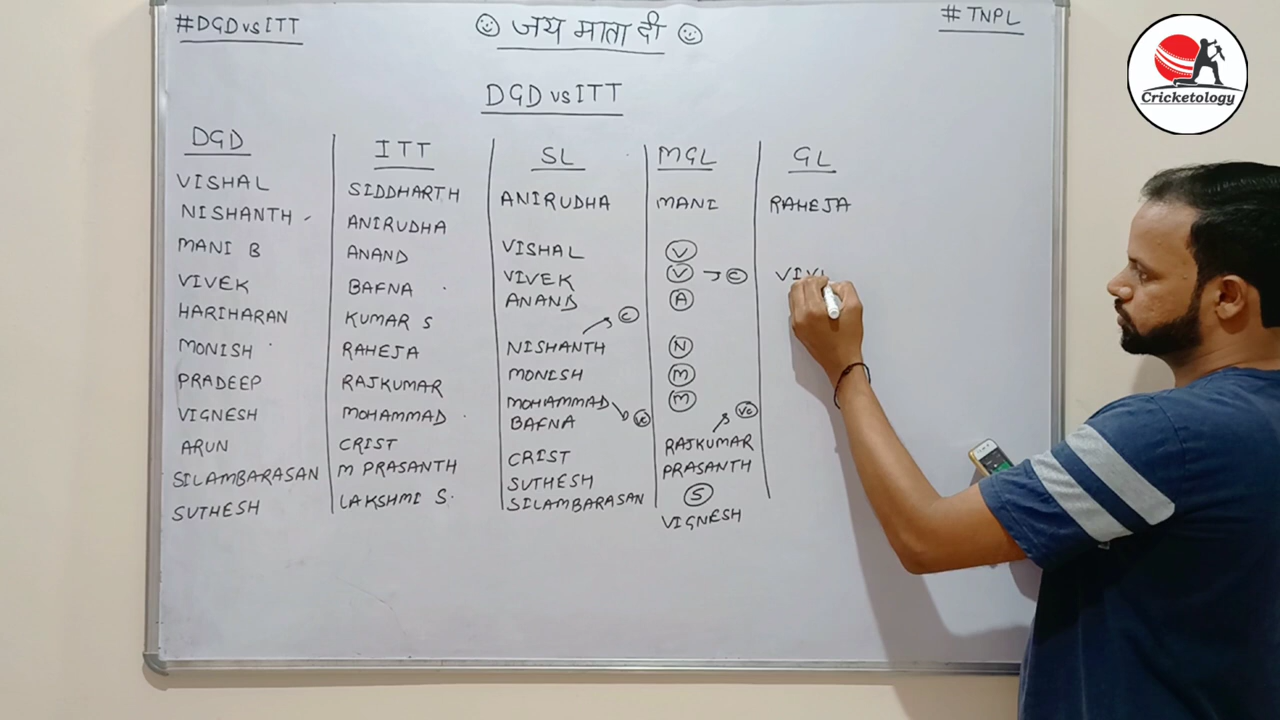 #DGDvsITT
☺ जय माता दी ☺
# TNPL
Cricketology
DGD vs ITT
DGD
VISHAL
NISHANTH
MANI B
VIVEK
HARIHARAN
MONISH
PRADEEP
VIGNESH
ARUN
SILAMBARASAN
SUTHESH
ITT
SIDDHARTH
ANIRUDHA
ANAND
BAFNA
KUMAR S
RAHEJA
RAJKUMAR
MOHAMMAD
CRIST
M PRASANTH
LAKSHMI S.
SL
ANIRUDHA
VISHAL
VIVEK
ANAND
C
NISHANTH
MONISH
MOHAMMAD
VC
BAFNA
CRIST
SUTHESH
SILAMBARASAN
MGL
MANI
V
V → C
A
N
M
M
VC
RAJKUMAR
PRASANTH
S
VIGNESH
GL
RAHEJA